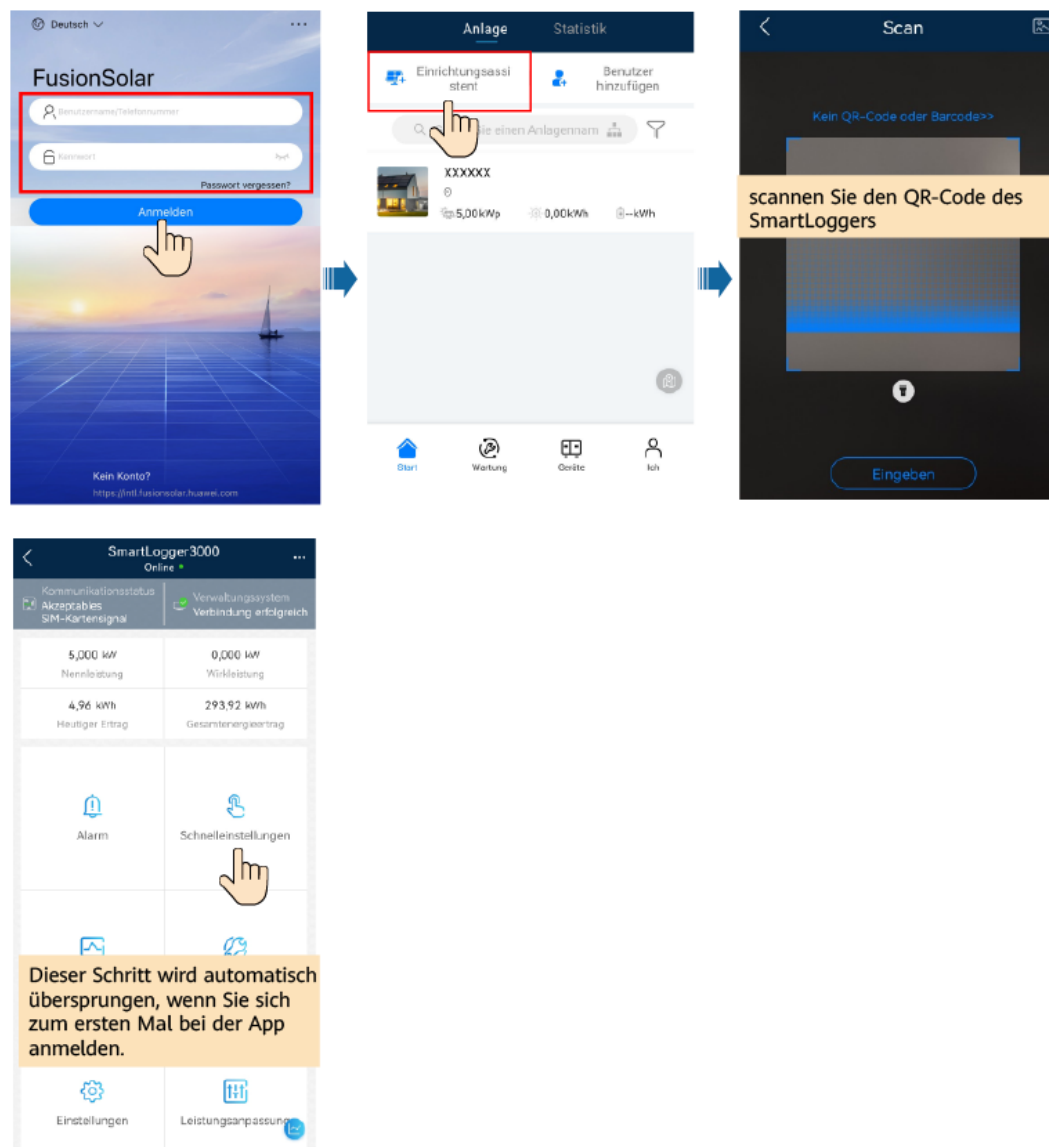 Deutsch
FusionSolar
Benutzername/Telefonnummer
Kennwort
Passwort vergessen?
Anmelden
Kein Konto?
https://intl.fusionsolar.huawei.com
Anlage Statistik
Einrichtungsassi
stent
Benutzer
hinzufügen
Sie einen Anlagennam
XXXXXX
5,00kWp 0,00kWh --kWh
Start Wartung Geräte Ich
Scan
Kein QR-Code oder Barcode>>
scannen Sie den QR-Code des
SmartLoggers
Eingeben
SmartLogger3000
Online
Kommunikationsstatus
Akzeptables
SIM-Kartensignal
Verwaltungssystem
Verbindung erfolgreich
5,000 kW 0,000 kW
Nennleistung Wirkleistung
4,96 kWh 293,92 kWh
Heutiger Ertrag Gesamtenergieertrag
Alarm Schnelleinstellungen
Dieser Schritt wird automatisch
übersprungen, wenn Sie sich
zum ersten Mal bei der App
anmelden.
Einstellungen Leistungsanpassung